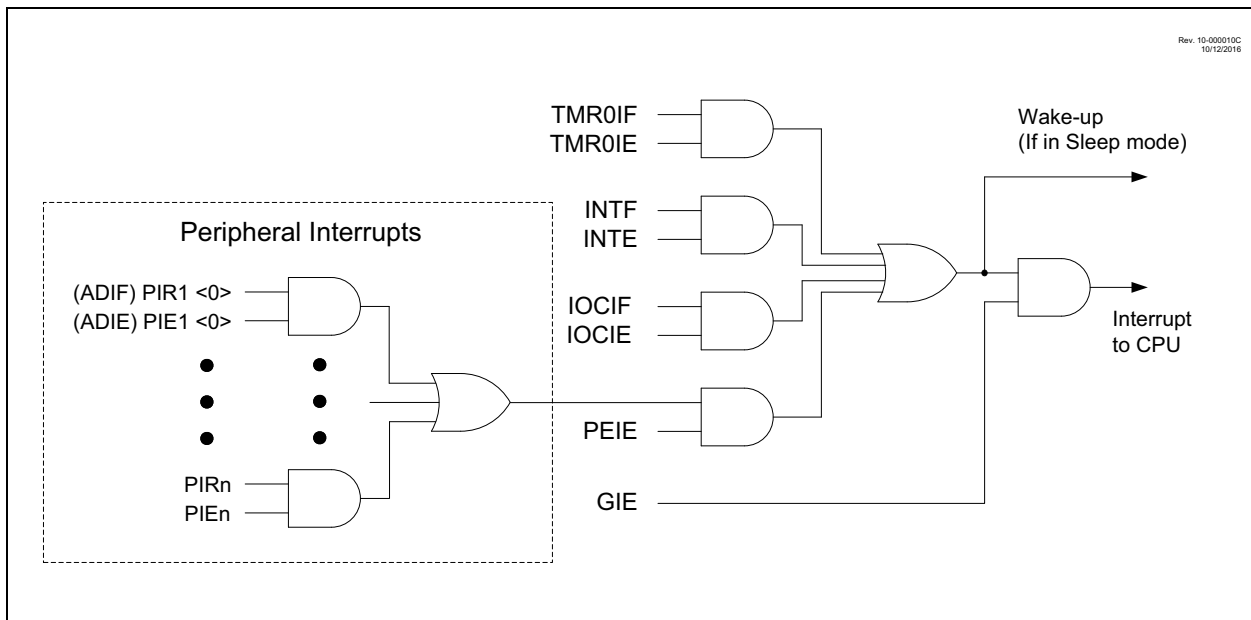 Rev. 10-000010C
10/12/2016
TMR0IF
TMR0IE
Wake-up
(If in Sleep mode)
INTF
INTE
Peripheral Interrupts
(ADIF) PIR1 <0>
(ADIE) PIE1 <0>
IOCIF
IOCIE
Interrupt
to CPU
PEIE
PIRn
PIEn
GIE